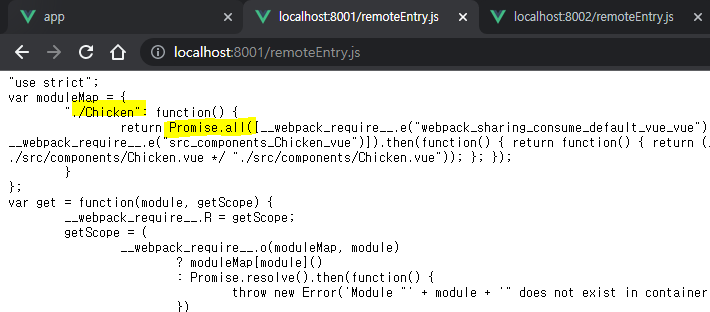 app
localhost:8001/remoteEntry.js
localhost:8002/remoteEntry.js
localhost:8001/remoteEntry.js
"use strict";
var moduleMap = {
"./Chicken": function() {
return Promise.all([__webpack_require__.e("webpack_sharing_consume_default_vue_vue")
__webpack_require__.e("src_components_Chicken_vue")]).then(function() { return function() { return (
./src/components/Chicken.vue */ "./src/components/Chicken.vue")); }; });
}
};
var get = function(module, getScope) {
__webpack_require__.R = getScope;
getScope = (
__webpack_require__.o(moduleMap, module)
? moduleMap[module]()
: Promise.resolve().then(function() {
throw new Error('Module "' + module + '" does not exist in container
})